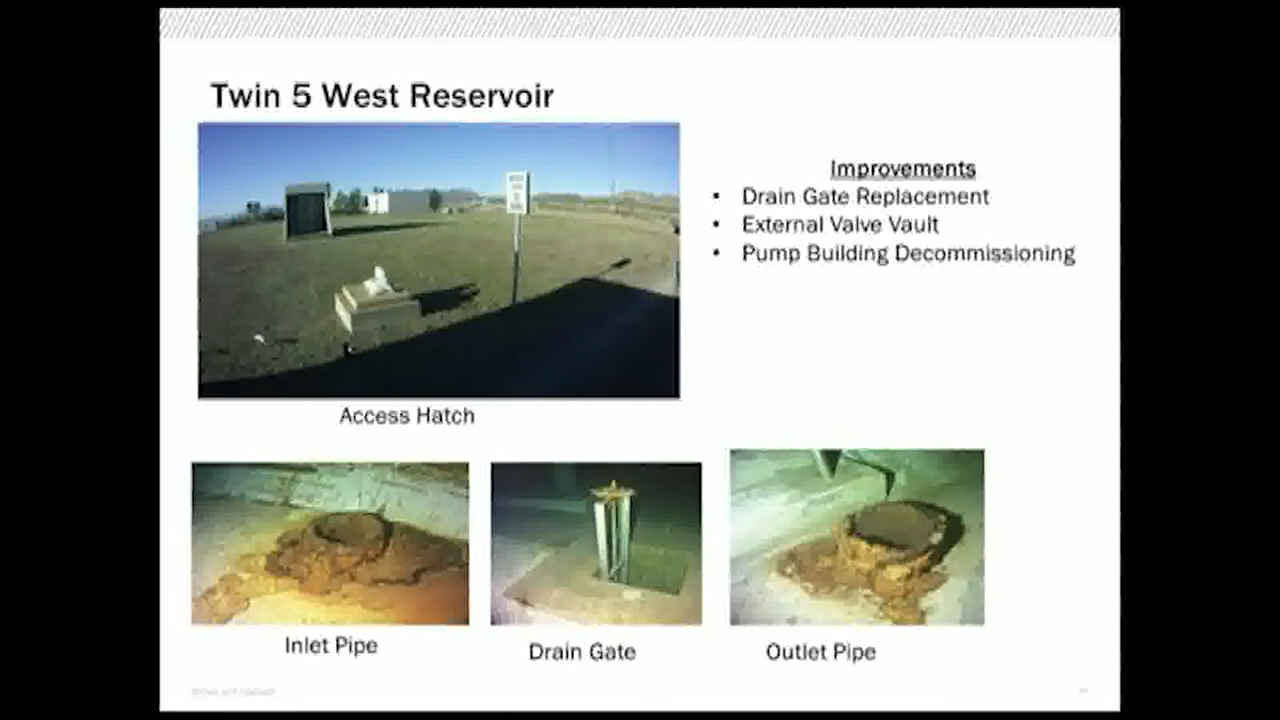 Twin 5 West Reservoir
Improvements
• Drain Gate Replacement
• External Valve Vault
• Pump Building Decommissioning
Access Hatch
Inlet Pipe
Drain Gate
Outlet Pipe